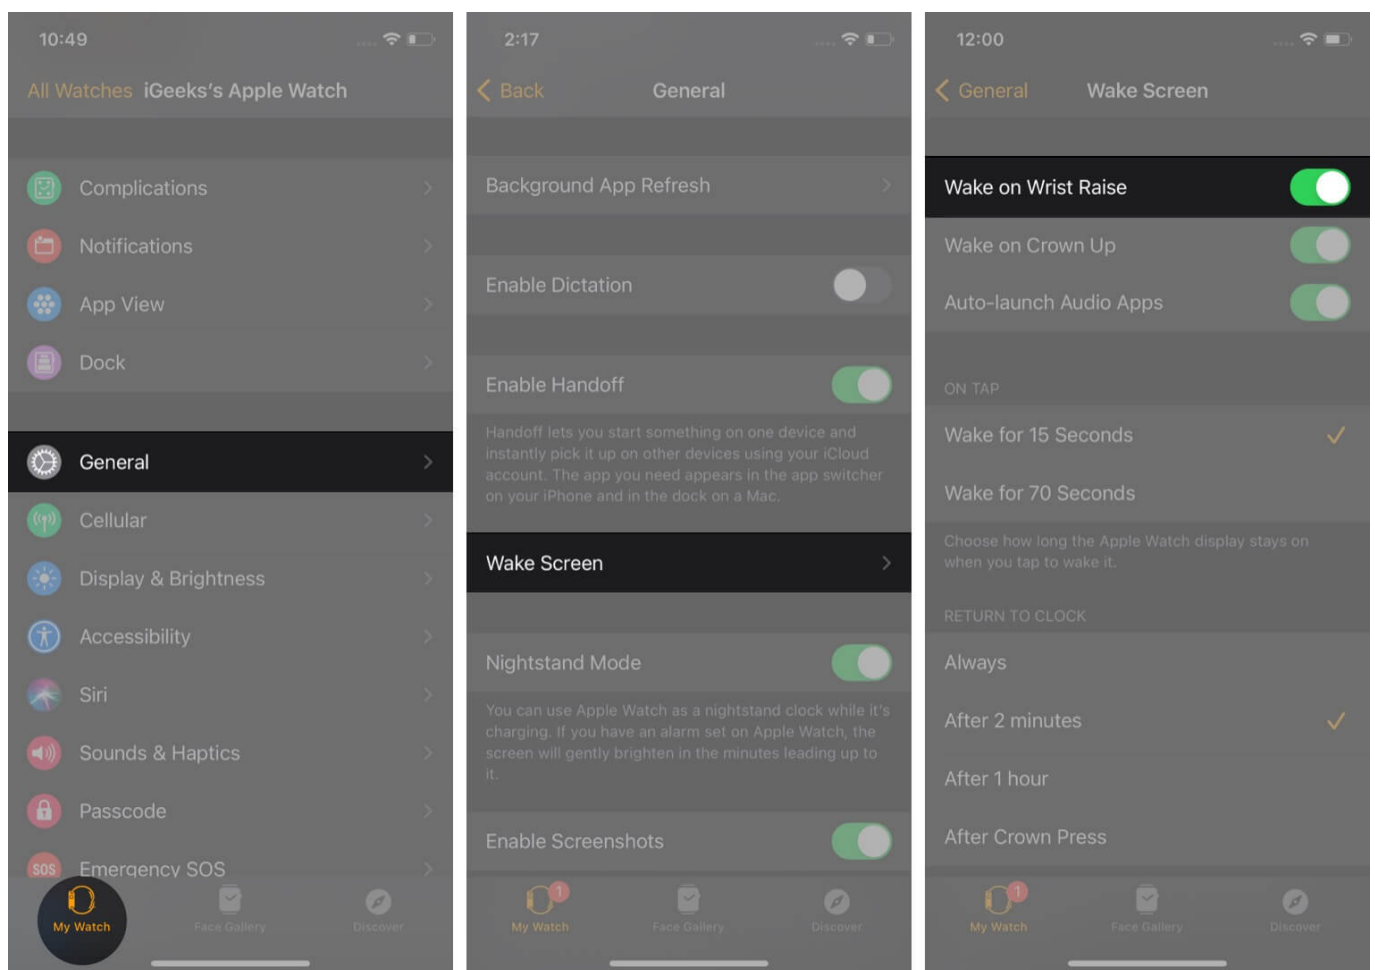 10:49
All Watches iGeeks's Apple Watch
Complications
Notifications
App View
Dock
General
Cellular
Display & Brightness
Accessibility
Siri
Sounds & Haptics
Passcode
SOS Emergency SOS
My Watch Face Gallery Discover
2:17
Back General
Background App Refresh
Enable Dictation
Enable Handoff
Handoff lets you start something on one device and
instantly pick it up on other devices using your iCloud
account. The app you need appears in the app switcher
on your iPhone and in the dock on a Mac.
Wake Screen
Nightstand Mode
You can use Apple Watch as a nightstand clock while it's
charging. If you have an alarm set on Apple Watch, the
screen will gently brighten in the minutes leading up to
it.
Enable Screenshots
1
My Watch Face Gallery Discover
12:00
General Wake Screen
Wake on Wrist Raise
Wake on Crown Up
Auto-launch Audio Apps
ON TAP
Wake for 15 Seconds
Wake for 70 Seconds
Choose how long the Apple Watch display stays on
when you tap to wake it.
RETURN TO CLOCK
Always
After 2 minutes
After 1 hour
After Crown Press
1
My Watch Face Gallery Discover